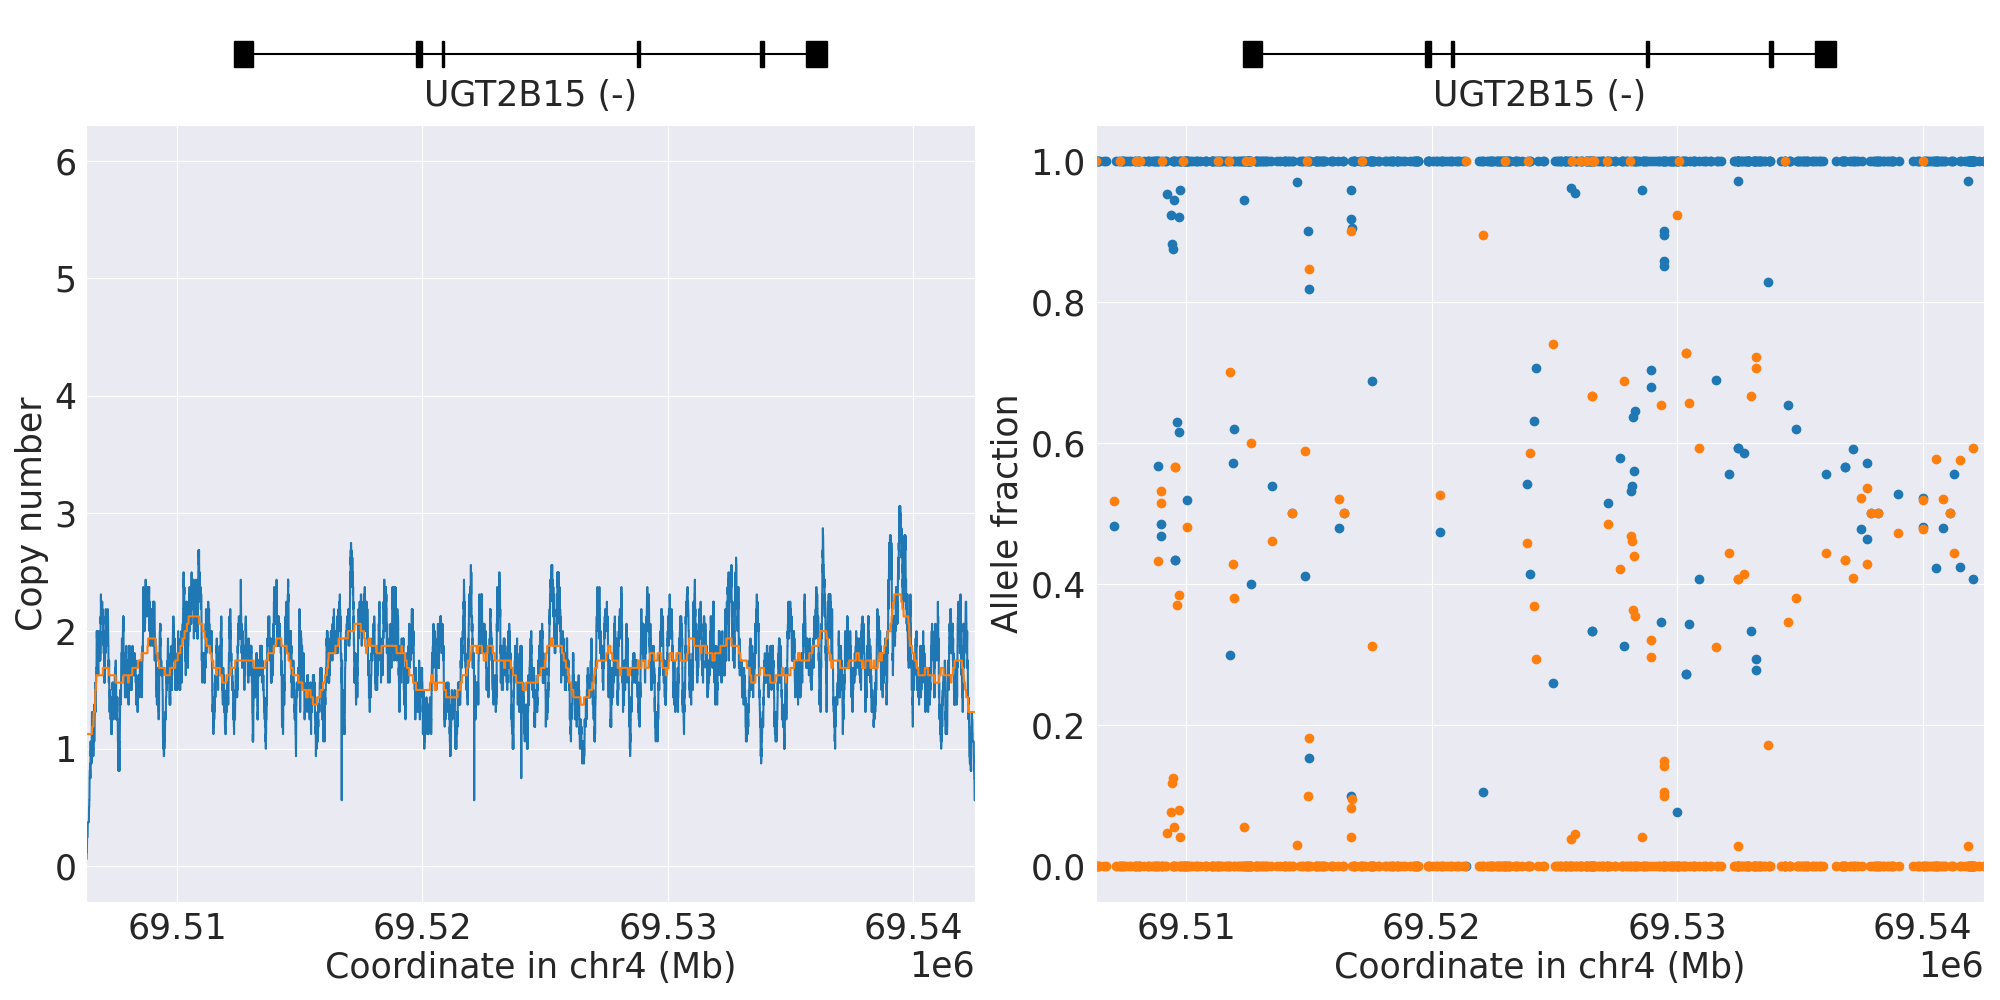 UGT2B15 (-)
6
5
4
3
2
1
0
Copy number
69.51 69.52 69.53 69.54
Coordinate in chr4 (Mb)
1e6
UGT2B15 (-)
1.0
0.8
0.6
0.4
0.2
0.0
Allele fraction
69.51 69.52 69.53 69.54
Coordinate in chr4 (Mb)
1e6